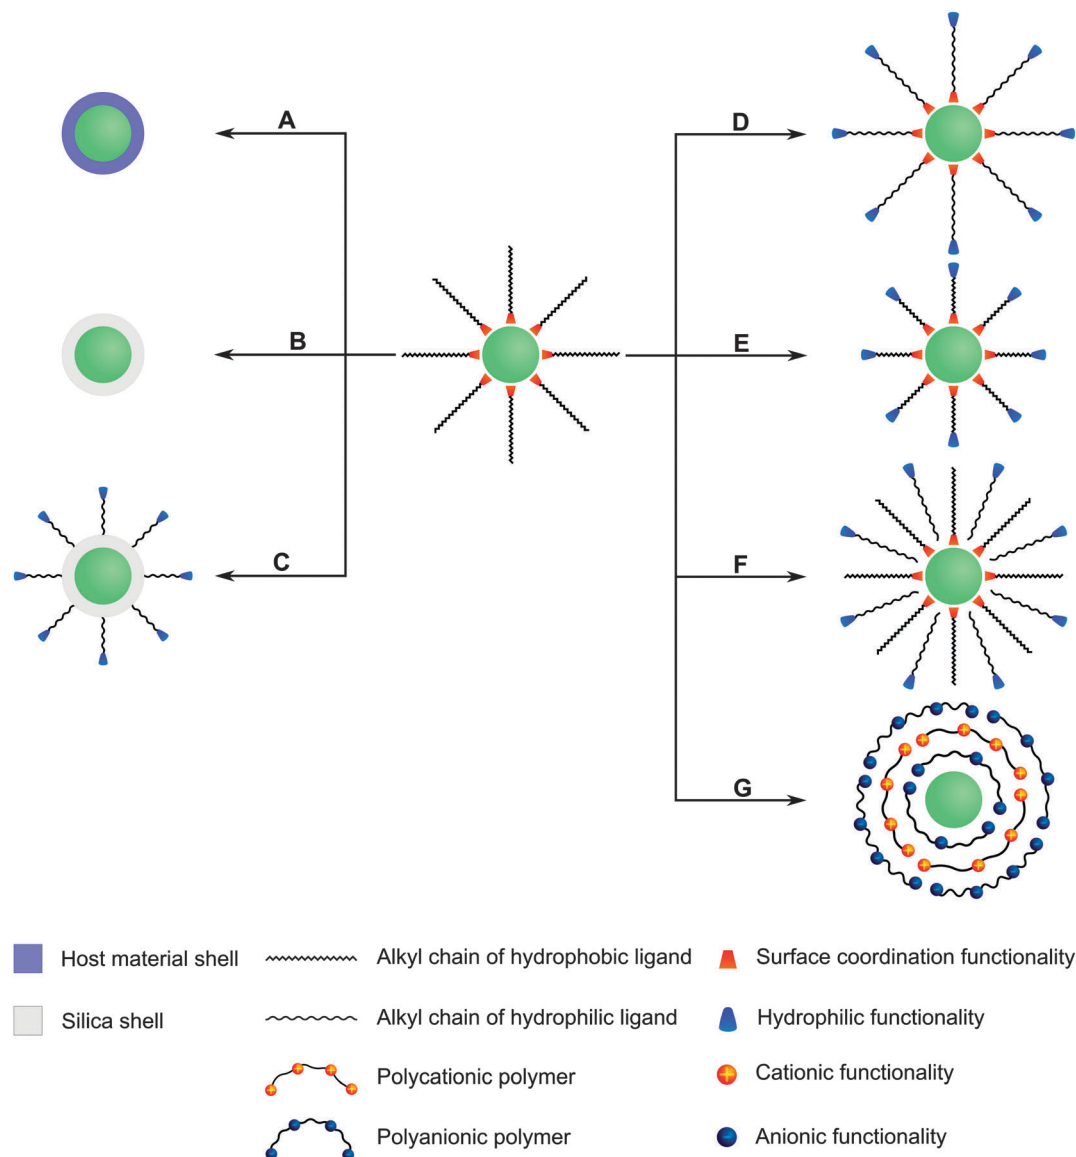 A
D
B
E
C
F
G
Host material shell
Alkyl chain of hydrophobic ligand
Surface coordination functionality
Silica shell
Alkyl chain of hydrophilic ligand
Hydrophilic functionality
Polycationic polymer
Cationic functionality
Polyanionic polymer
Anionic functionality